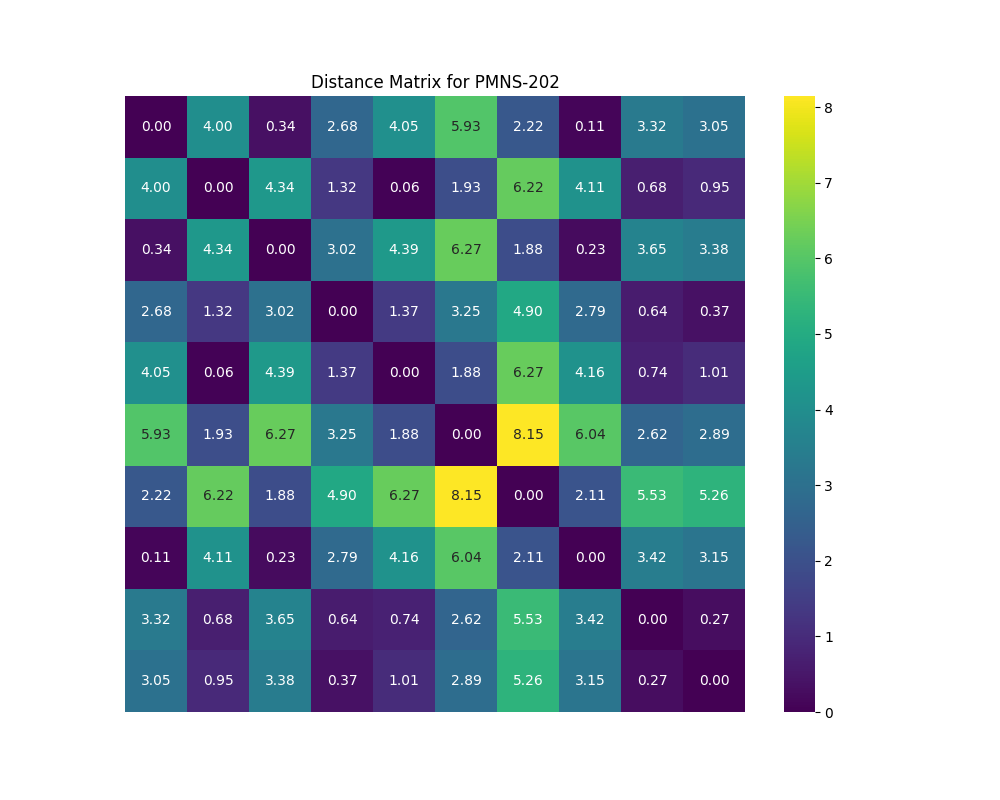 Distance Matrix for PMNS-202
0.00 4.00 0.34 2.68 4.05 5.93 2.22 0.11 3.32 3.05
4.00 0.00 4.34 1.32 0.06 1.93 6.22 4.11 0.68 0.95
0.34 4.34 0.00 3.02 4.39 6.27 1.88 0.23 3.65 3.38
2.68 1.32 3.02 0.00 1.37 3.25 4.90 2.79 0.64 0.37
4.05 0.06 4.39 1.37 0.00 1.88 6.27 4.16 0.74 1.01
5.93 1.93 6.27 3.25 1.88 0.00 8.15 6.04 2.62 2.89
2.22 6.22 1.88 4.90 6.27 8.15 0.00 2.11 5.53 5.26
0.11 4.11 0.23 2.79 4.16 6.04 2.11 0.00 3.42 3.15
3.32 0.68 3.65 0.64 0.74 2.62 5.53 3.42 0.00 0.27
3.05 0.95 3.38 0.37 1.01 2.89 5.26 3.15 0.27 0.00
8
7
6
5
4
3
2
1
0